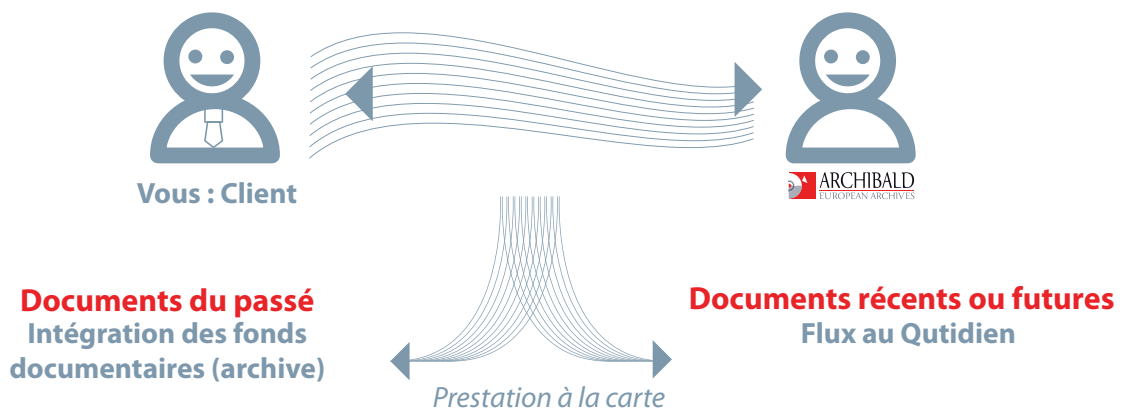 Vous : Client
ARCHIBALD
EUROPEAN ARCHIVES
Documents du passé
Intégration des fonds
documentaires (archive)
Documents récents ou futures
Flux au Qutidien
Prestation à la carte